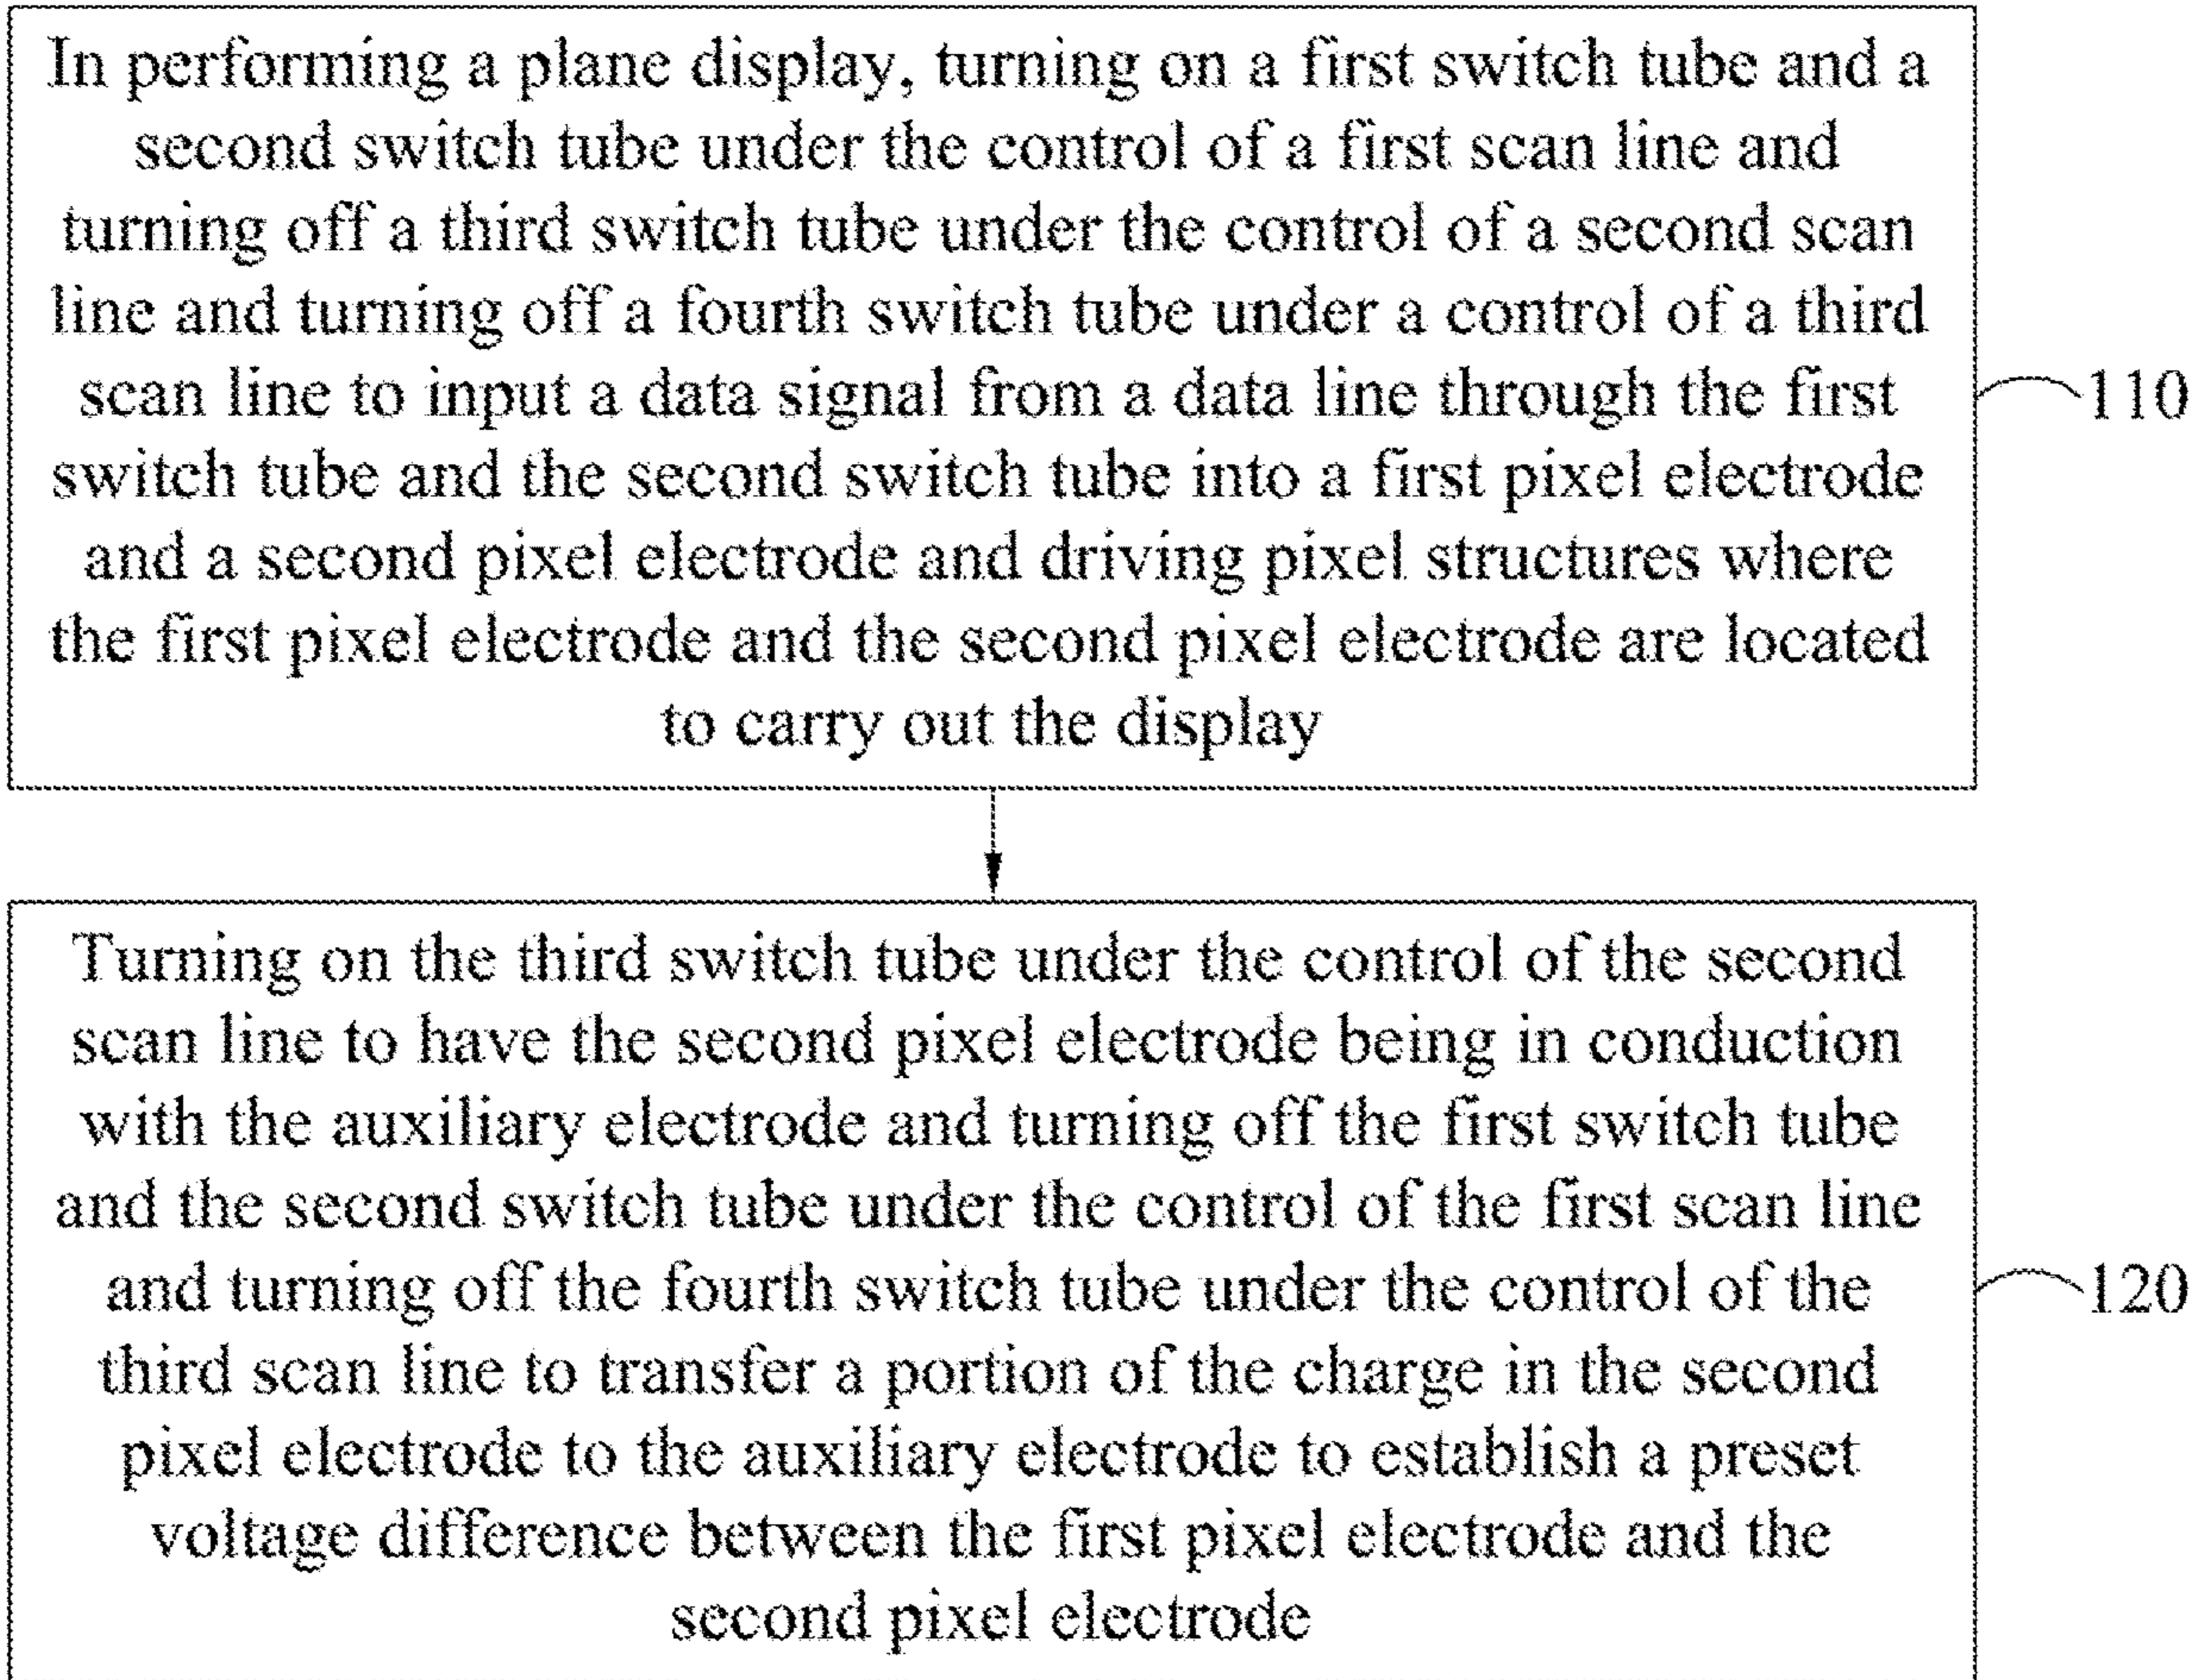 In performing a plane display, turning on a first switch tube and a
second switch tube under the control of a first scan line and
turning off a third switch tube under the control of a second scan
line and turning off a fourth switch tube under a control of a third
scan line to input a data signal from a data line through the first
switch tube and the second switch tube into a first pixel electrode
and a second pixel electrode and driving pixel structures where
the first pixel electrode and the second pixel electrode are located
to carry out the display
110
Turning on the third switch tube under the control of the second
scan line to have the second pixel electrode being in conduction
with the auxiliary electrode and turning off the first switch tube
and the second switch tube under the control of the first scan line
and turning off the fourth switch tube under the control of the
third scan line to transfer a portion of the charge in the second
pixel electrode to the auxiliary electrode to establish a preset
voltage difference between the first pixel electrode and the
second pixel electrode
120